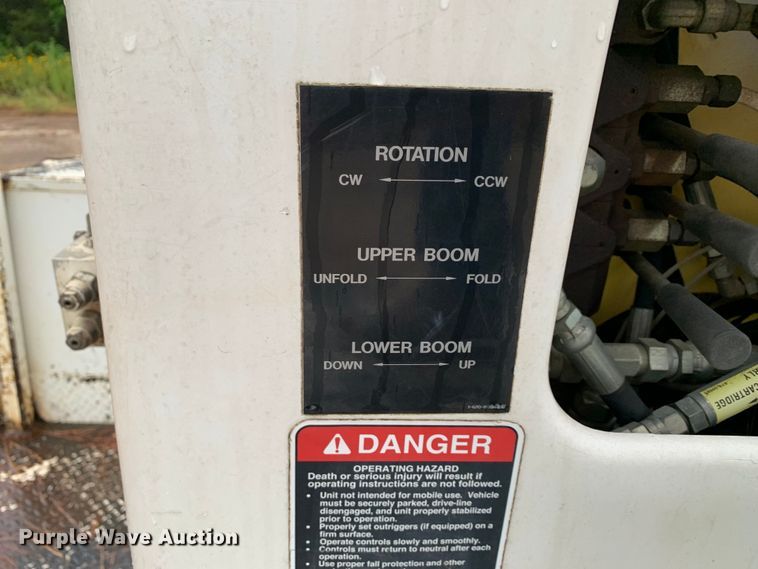 ROTATION
CW CCW
UPPER BOOM
UNFOLD FOLD
LOWER BOOM
DOWN UP
DANGER
OPERATING HAZARD
Death or serious injury will result if
operating instructions are not followed.
• Unit not intended for mobile use. Vehicle
must be securely parked, drive-line
disengaged, and unit properly stabilized
prior to operation.
• Properly set outriggers (if equipped) on a
firm surface.
• Operate controls slowly and smoothly.
• Controls must return to neutral after each
operation.
• Use proper fall protection and other
CARTRIDGE
Purple Wave Auction